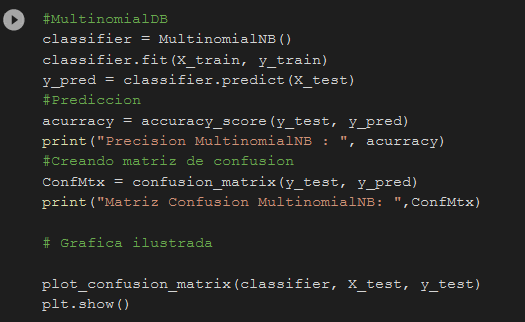 #MultinomialDB
classifier = MultinomialNB()
classifier.fit(X_train, y_train)
y_pred = classifier.predict(X_test)
#Prediccion
acurracy = accuracy_score(y_test, y_pred)
print("Precision MultinomialNB : ", acurracy)
#Creando matriz de confusion
ConfMtx = confusion_matrix(y_test, y_pred)
print("Matriz Confusion MultinomialNB: ",ConfMtx)
# Grafica ilustrada
plot_confusion_matrix(classifier, X_test, y_test)
plt.show()